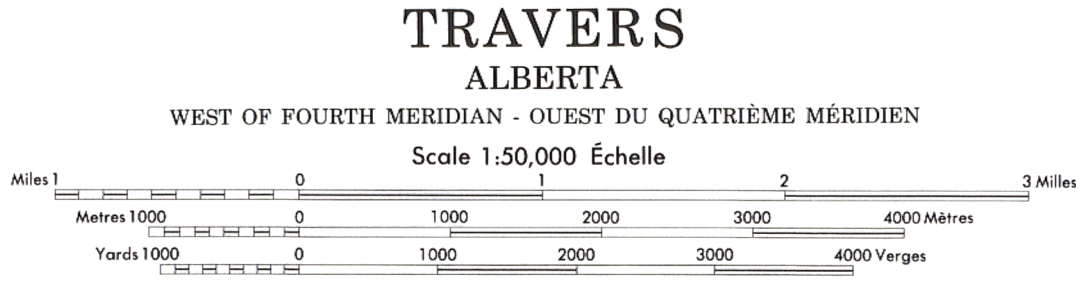 TRAVERS
ALBERTA
WEST OF FOURTH MERIDIAN - OUEST DU QUATRIÈME MÉRIDIEN
Scale 1:50,000 Échelle
Miles 1 0 1 2 3 Milles
Metres 1000 0 1000 2000 3000 4000 Mètres
Yards 1000 0 1000 2000 3000 4000 Verges